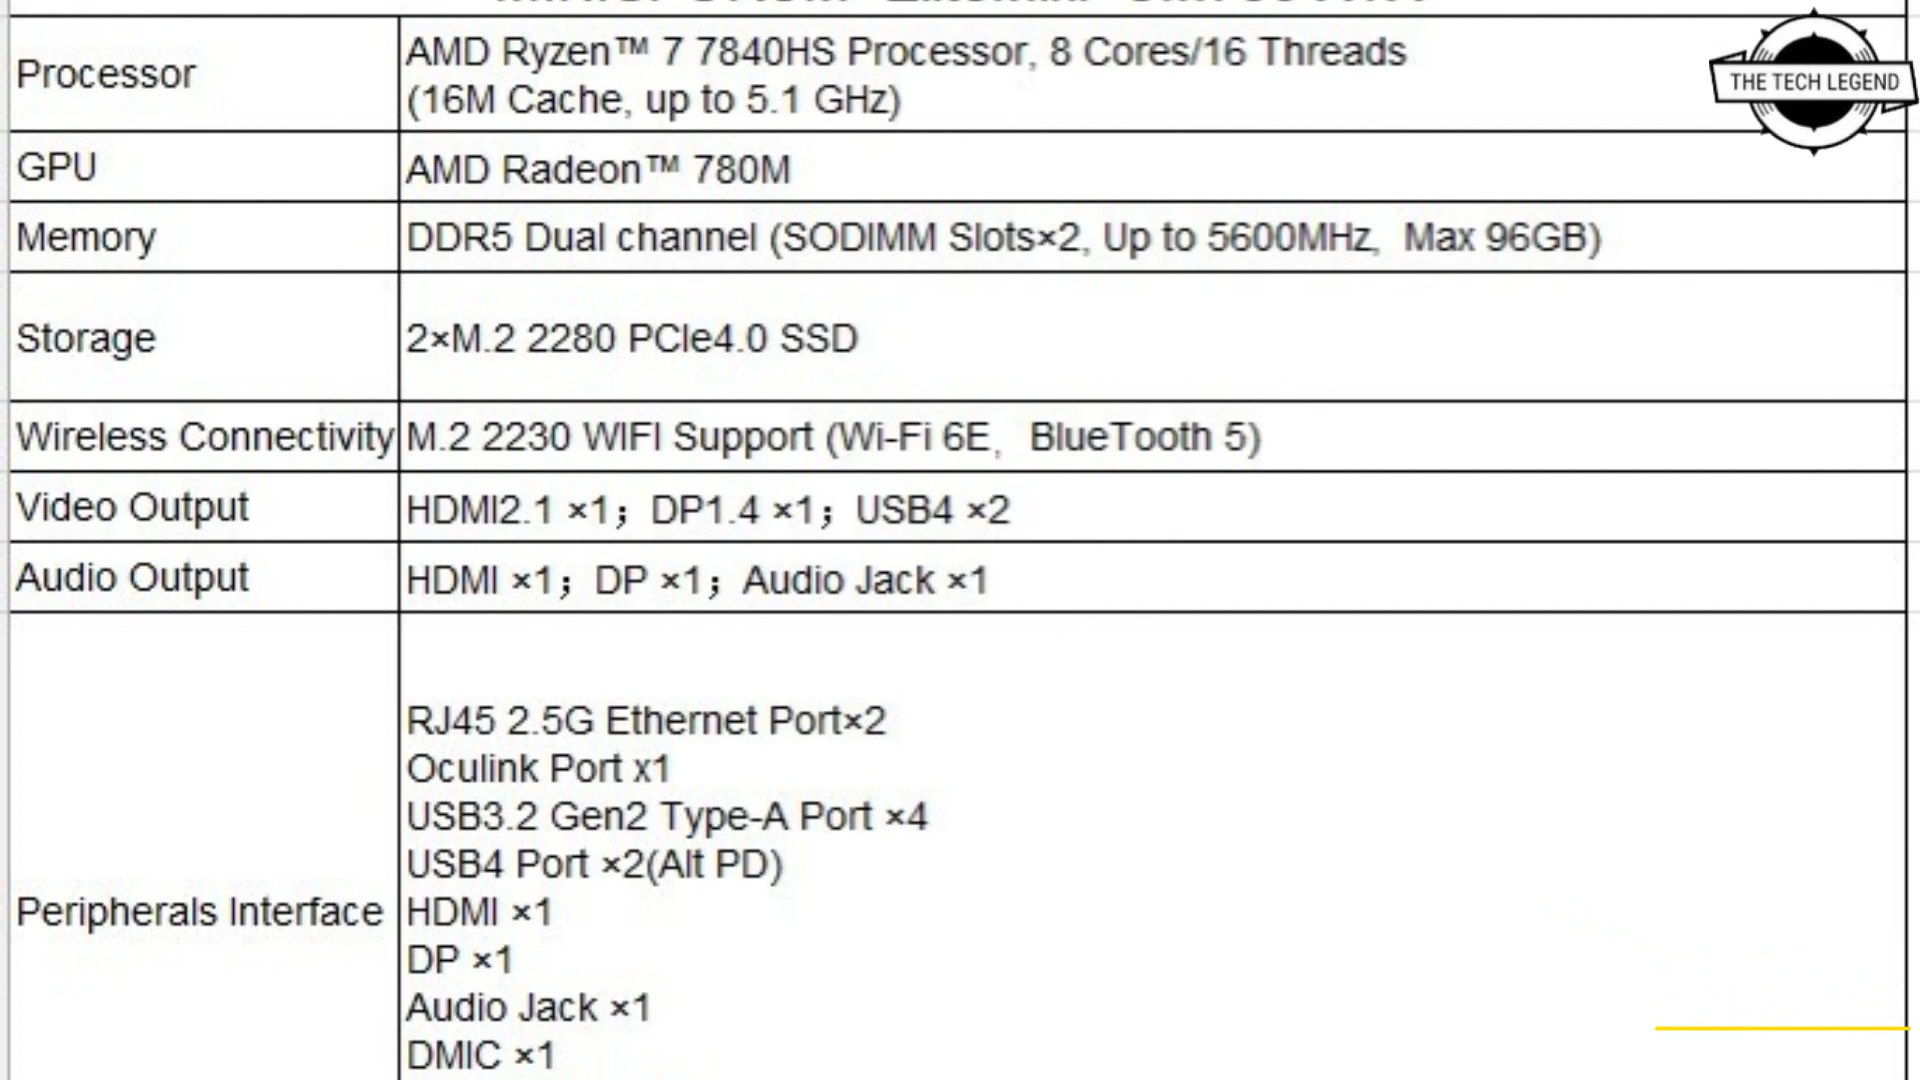 Processor
AMD Ryzen™ 7 7840HS Processor, 8 Cores/16 Threads
(16M Cache, up to 5.1 GHz)
THE TECH LEGEND
GPU
AMD Radeon™ 780M
Memory
DDR5 Dual channel (SODIMM Slots×2, Up to 5600MHz, Max 96GB)
Storage
2×M.2 2280 PCIe4.0 SSD
Wireless Connectivity
M.2 2230 WIFI Support (Wi-Fi 6E, BlueTooth 5)
Video Output
HDMI2.1 ×1; DP1.4 ×1; USB4 ×2
Audio Output
HDMI ×1; DP ×1; Audio Jack ×1
Peripherals Interface
RJ45 2.5G Ethernet Port×2
Oculink Port x1
USB3.2 Gen2 Type-A Port ×4
USB4 Port ×2(Alt PD)
HDMI ×1
DP ×1
Audio Jack ×1
DMIC ×1